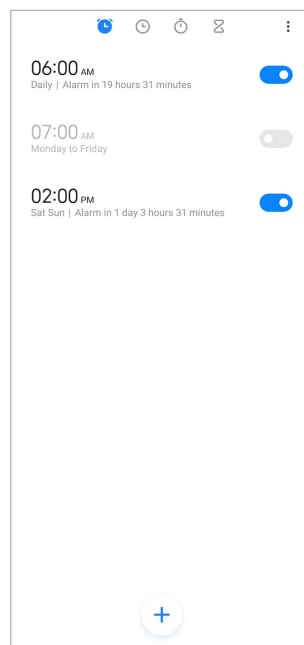 06:00 AM
Daily | Alarm in 19 hours 31 minutes
07:00 AM
Monday to Friday
02:00 PM
Sat Sun | Alarm in 1 day 3 hours 31 minutes